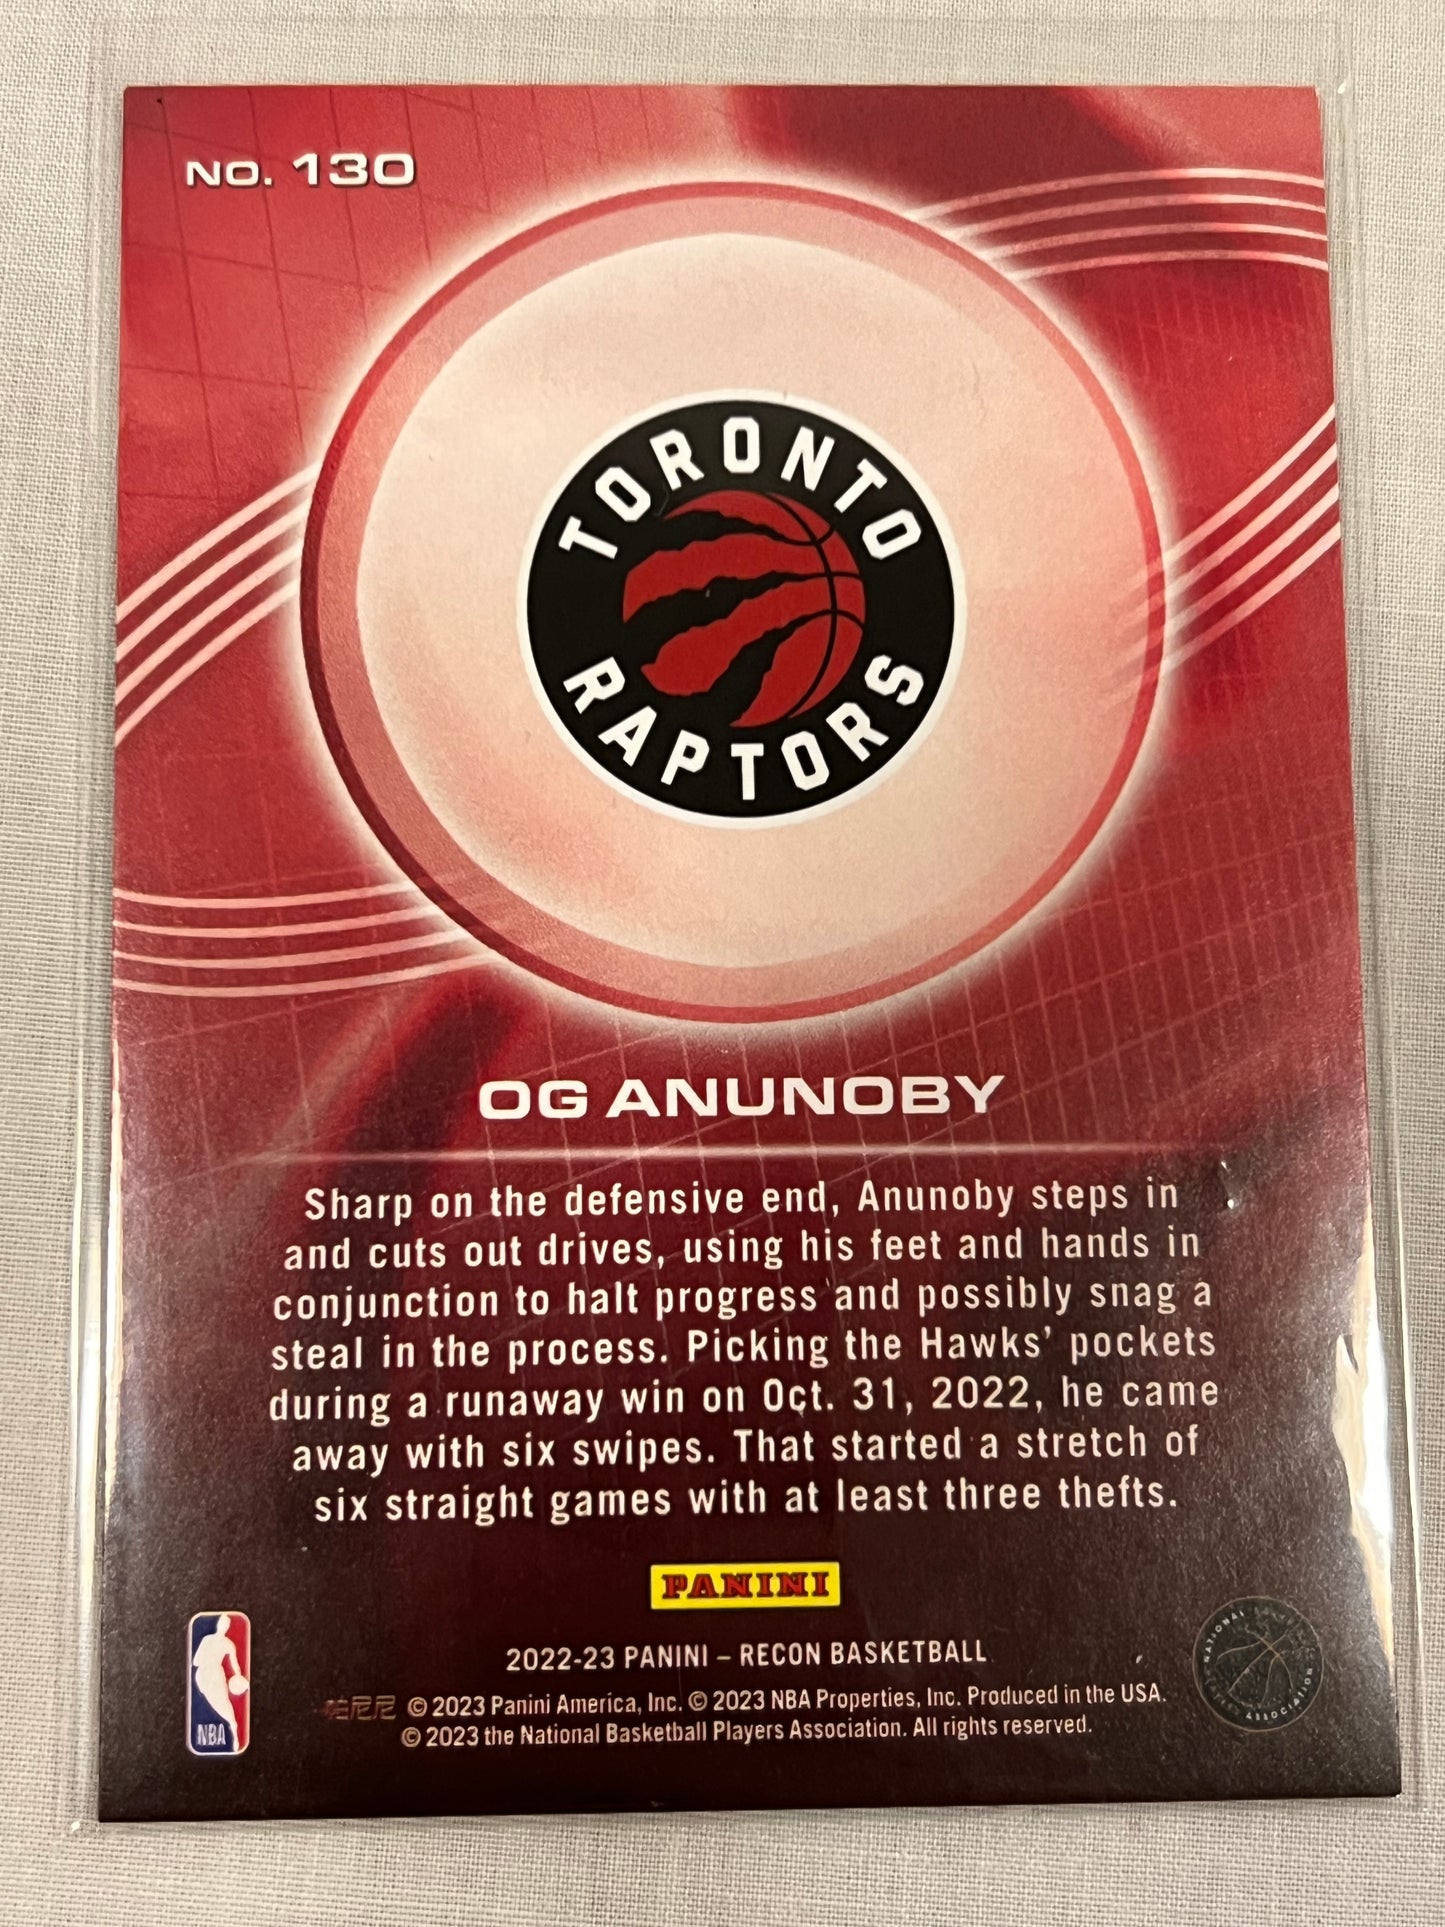 NO. 130
TORONTO
RAPTORS
OG ANUNOBY
Sharp on the defensive end, Anunoby steps in
and cuts out drives, using his feet and hands in
conjunction to halt progress and possibly snag a
steal in the process. Picking the Hawks' pockets
during a runaway win on Oct. 31, 2022, he came
away with six swipes. That started a stretch of
six straight games with at least three thefts.
PANINI
2022-23 PANINI – RECON BASKETBALL
© 2023 Panini America, Inc. © 2023 NBA Properties, Inc. Produced in the USA.
© 2023 the National Basketball Players Association. All rights reserved.
NBA
NATIONAL BASKETBALL
PLAYERS ASSOCIATION